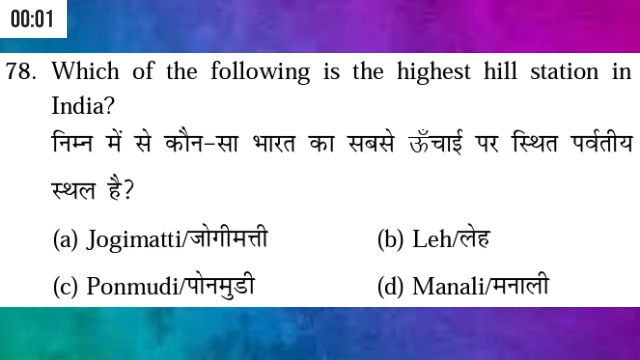 00:01
78. Which of the following is the highest hill station in
India?
निम्न में से कौन-सा भारत का सबसे ऊँचाई पर स्थित पर्वतीय
स्थल है?
(a) Jogimatti/जोगीमत्ती (b) Leh/लेह
(c) Ponmudi/पोनमुडी (d) Manali/मनाली